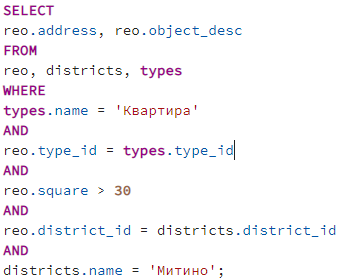 SELECT
reo.address, reo.object_desc
FROM
reo, districts, types
WHERE
types.name = 'Квартира'
AND
reo.type_id = types.type_id
AND
reo.square > 30
AND
reo.district_id = districts.district_id
AND
districts.name = 'Митино';